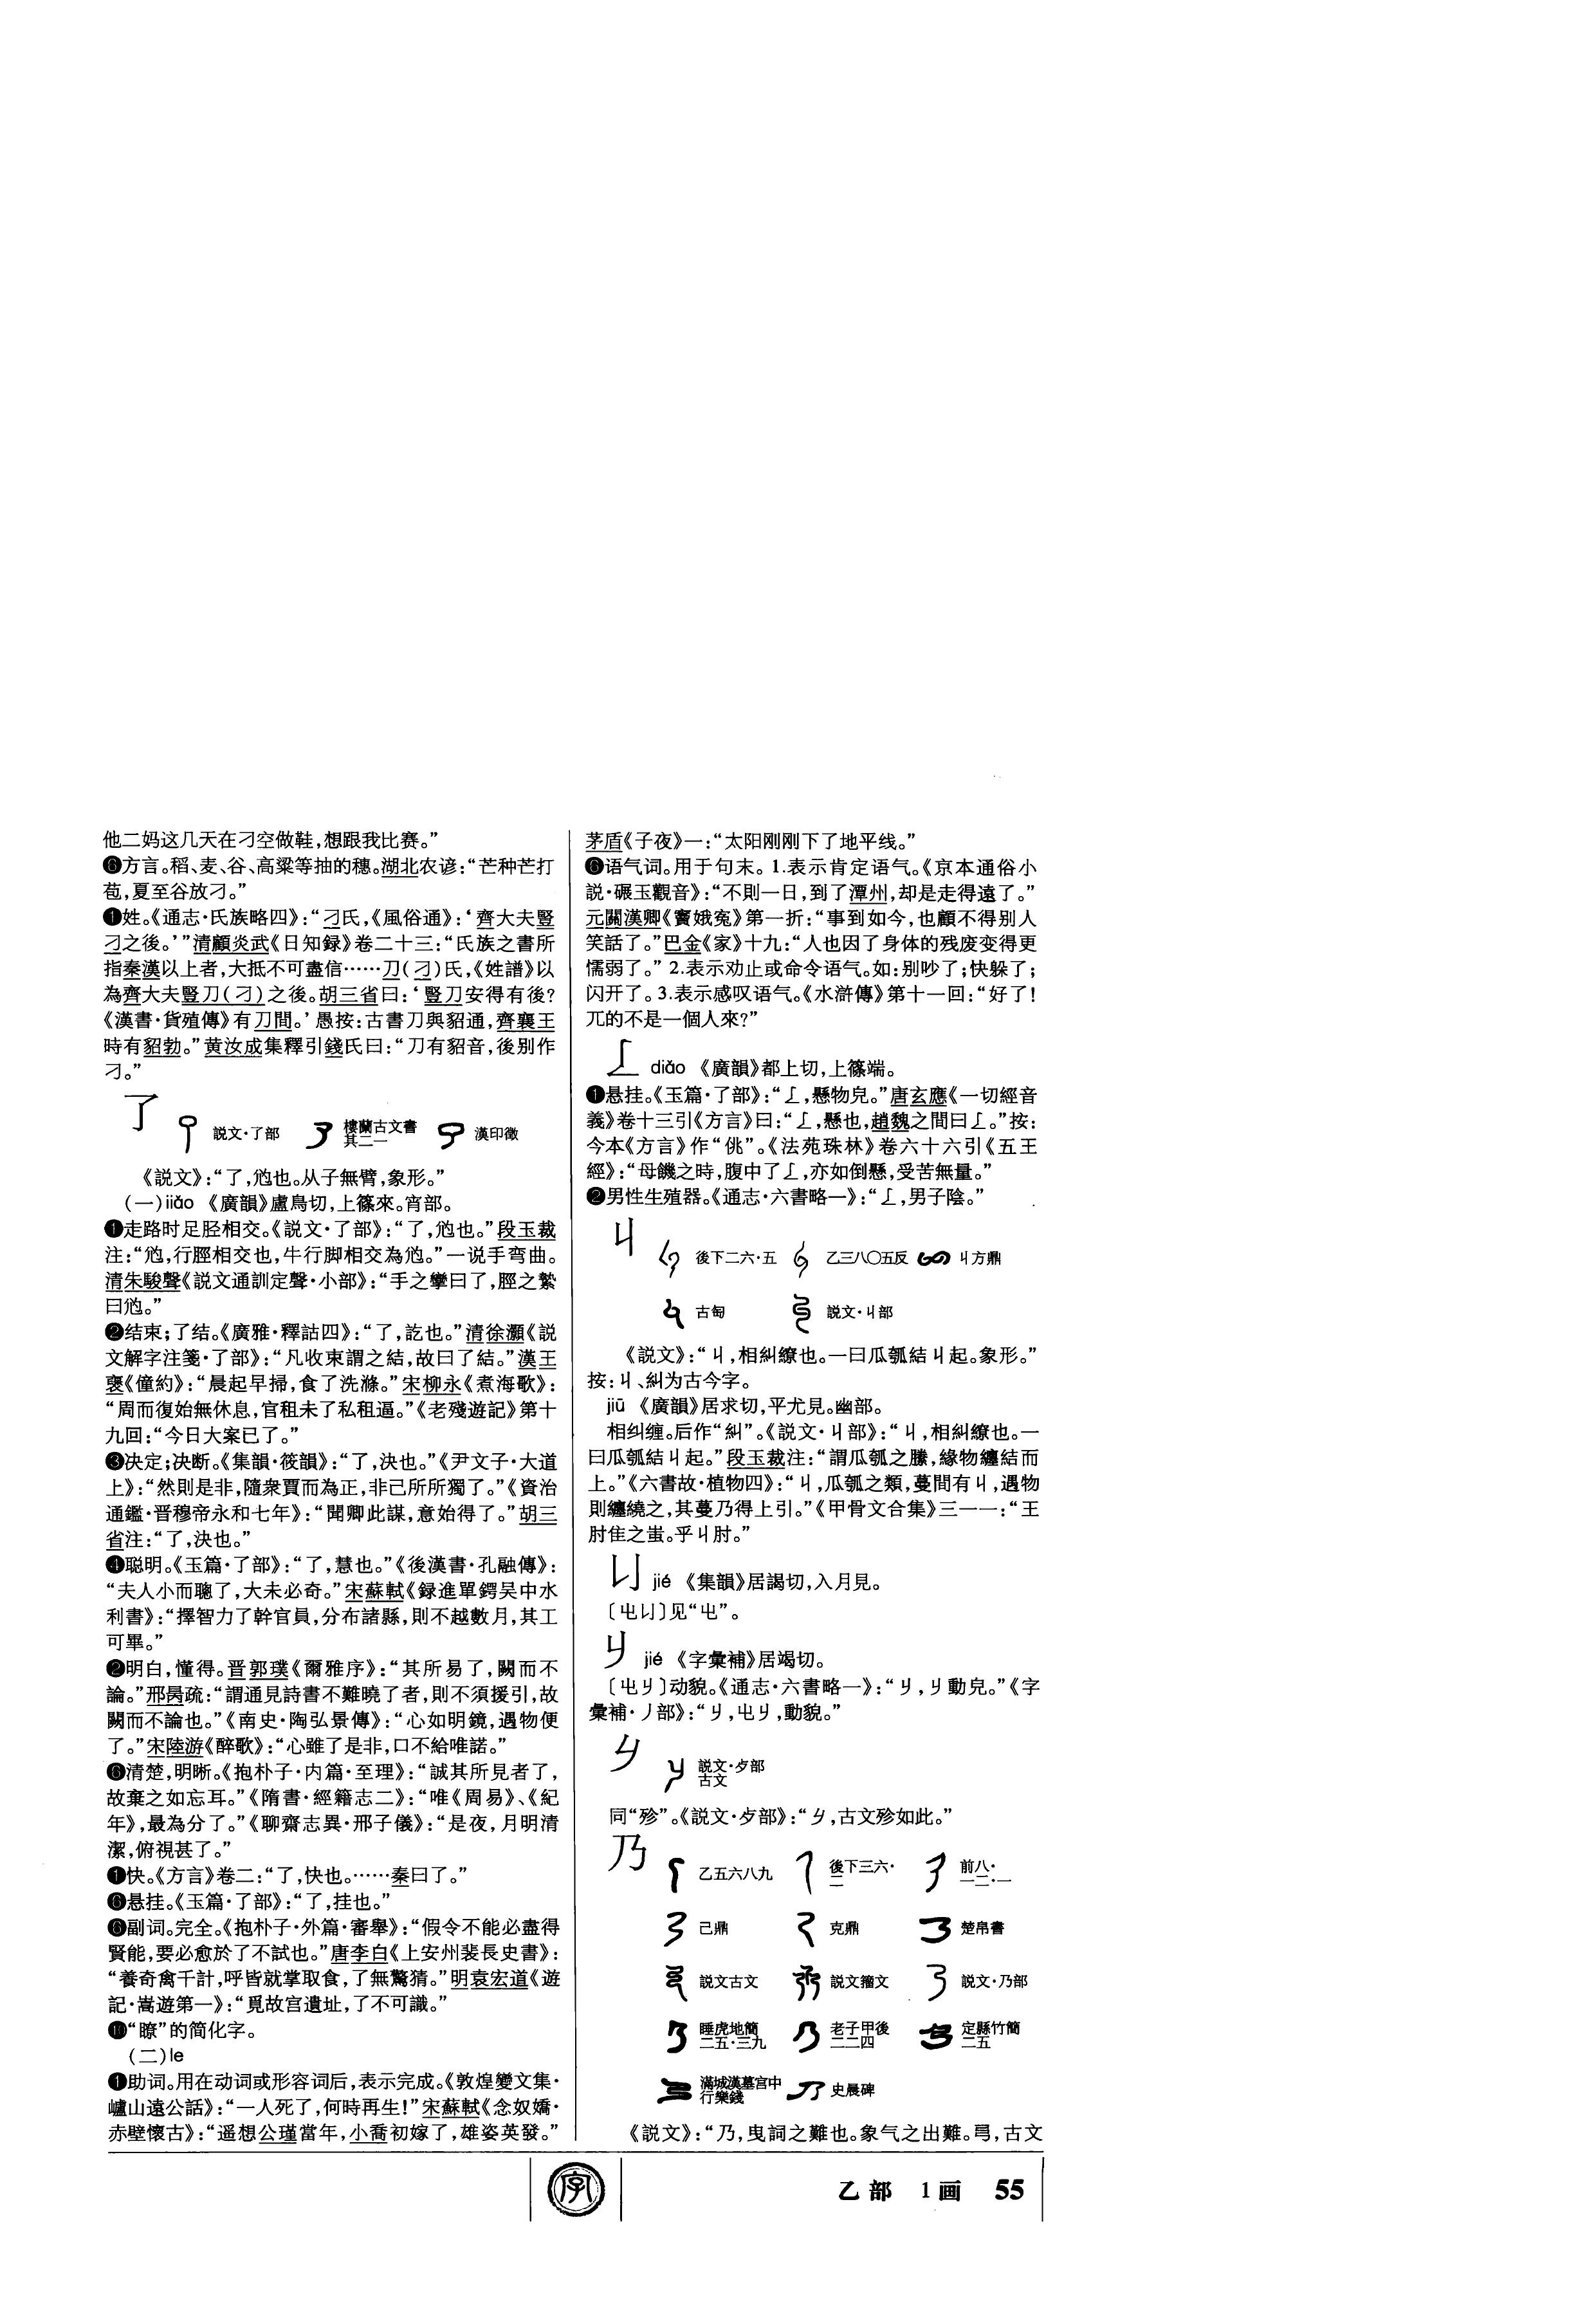 他二妈这几天在刁空做鞋,想跟我比赛。”
❻方言。稻、麦、谷、高粱等抽的穗。湖北农谚:“芒种芒打
苞,夏至谷放刁。”
❶姓。《通志·氏族略四》:“刁氏,《風俗通》:‘齊大夫豎
刁之後。’”清顧炎武《日知録》卷二十三:“氏族之書所
指秦漢以上者,大抵不可盡信……刀(刁)氏,《姓譜》以
為齊大夫豎刀(刁)之後。胡三省曰:‘豎刀安得有後?
《漢書·貨殖傳》有刀閒。’愚按:古書刀與貂通,齊襄王
時有貂勃。”黄汝成集釋引錢氏曰:“刀有貂音,後别作
刁。”
了 説文·了部 樓蘭古文書其二一 漢印徵
《説文》:“了,尥也。从子無臂,象形。”
(一)liǎo 《廣韻》盧鳥切,上篠來。宵部。
❶走路时足胫相交。《説文·了部》:“了,尥也。”段玉裁
注:“尥,行脛相交也,牛行脚相交為尥。”一说手弯曲。
清朱駿聲《説文通訓定聲·小部》:“手之攣曰了,脛之縶
曰尥。”
❷结束;了结。《廣雅·釋詁四》:“了,訖也。”清徐灝《説
文解字注箋·了部》:“凡收束謂之結,故曰了結。”漢王
褒《僮約》:“晨起早掃,食了洗滌。”宋柳永《煮海歌》:
“周而復始無休息,官租未了私租逼。”《老殘遊記》第十
九回:“今日大案已了。”
❸决定;决断。《集韻·筱韻》:“了,决也。”《尹文子·大道
上》:“然則是非,隨衆賈而為正,非己所所獨了。”《資治
通鑑·晋穆帝永和七年》:“聞卿此謀,意始得了。”胡三
省注:“了,决也。”
❹聪明。《玉篇·了部》:“了,慧也。”《後漢書·孔融傳》:
“夫人小而聰了,大未必奇。”宋蘇軾《録進單鍔吴中水
利書》:“擇智力了幹官員,分布諸縣,則不越數月,其工
可畢。”
❷明白,懂得。晋郭璞《爾雅序》:“其所易了,闕而不
論。”邢昺疏:“謂通見詩書不難曉了者,則不須援引,故
闕而不論也。”《南史·陶弘景傳》:“心如明鏡,遇物便
了。”宋陸游《醉歌》:“心雖了是非,口不給唯諾。”
❻清楚,明晰。《抱朴子·内篇·至理》:“誠其所見者了,
故棄之如忘耳。”《隋書·經籍志二》:“唯《周易》、《紀
年》,最為分了。”《聊齋志異·邢子儀》:“是夜,月明清
潔,俯視甚了。”
❶快。《方言》卷二:“了,快也。……秦曰了。”
❻悬挂。《玉篇·了部》:“了,挂也。”
❻副词。完全。《抱朴子·外篇·審舉》:“假令不能必盡得
賢能,要必愈於了不試也。”唐李白《上安州裴長史書》:
“養奇禽千計,呼皆就掌取食,了無驚猜。”明袁宏道《遊
記·嵩遊第一》:“覓故宫遺址,了不可識。”
❿“瞭”的简化字。
(二)le
❶助词。用在动词或形容词后,表示完成。《敦煌變文集·
廬山遠公話》:“一人死了,何時再生!”宋蘇軾《念奴嬌·
赤壁懷古》:“遥想公瑾當年,小喬初嫁了,雄姿英發。”
茅盾《子夜》一:“太阳刚刚下了地平线。”
❻语气词。用于句末。1.表示肯定语气。《京本通俗小
説·碾玉觀音》:“不則一日,到了潭州,却是走得遠了。”
元關漢卿《竇娥寃》第一折:“事到如今,也顧不得别人
笑話了。”巴金《家》十九:“人也因了身体的残废变得更
懦弱了。”2.表示劝止或命令语气。如:别吵了;快躲了;
闪开了。3.表示感叹语气。《水滸傳》第十一回:“好了!
兀的不是一個人來?”
𠄏 diǎo 《廣韻》都上切,上篠端。
❶悬挂。《玉篇·了部》:“𠄏,懸物皃。”唐玄應《一切經音
義》卷十三引《方言》曰:“𠄏,懸也,趙魏之間曰𠄏。”按:
今本《方言》作“佻”。《法苑珠林》卷六十六引《五王
經》:“母饑之時,腹中了𠄏,亦如倒懸,受苦無量。”
❷男性生殖器。《通志·六書略一》:“𠄏,男子陰。”
丩 後下二六·五 乙三八〇五反 丩方鼎
古匋 説文·丩部
《説文》:“丩,相糾繚也。一曰瓜瓠結丩起。象形。”
按:丩、糾为古今字。
jiū 《廣韻》居求切,平尤見。幽部。
相纠缠。后作“糾”。《説文·丩部》:“丩,相糾繚也。一
曰瓜瓠結丩起。”段玉裁注:“謂瓜瓠之縢,緣物纏結而
上。”《六書故·植物四》:“丩,瓜瓠之類,蔓間有丩,遇物
則纏繞之,其蔓乃得上引。”《甲骨文合集》三一一:“王
肘隹之蚩。乎丩肘。”
jié 《集韻》居謁切,入月見。
见“屯”。
jié 《字彙補》居竭切。
动貌。《通志·六書略一》:
彙補·丿部》:
説文·歹部古文
同“殄”。《説文·歹部》:“𠄎,古文殄如此。”
乃 乙五六八九 後下三六·二 前八·一二·一
己鼎 克鼎 楚帛書
説文古文 説文籀文 説文·乃部
睡虎地簡二五·三九 老子甲後二二四 定縣竹簡二五
滿城漢墓宫中行樂錢 史晨碑
《説文》:“乃,曳詞之難也。象气之出難。弓,古文
字
乙部 1画 55